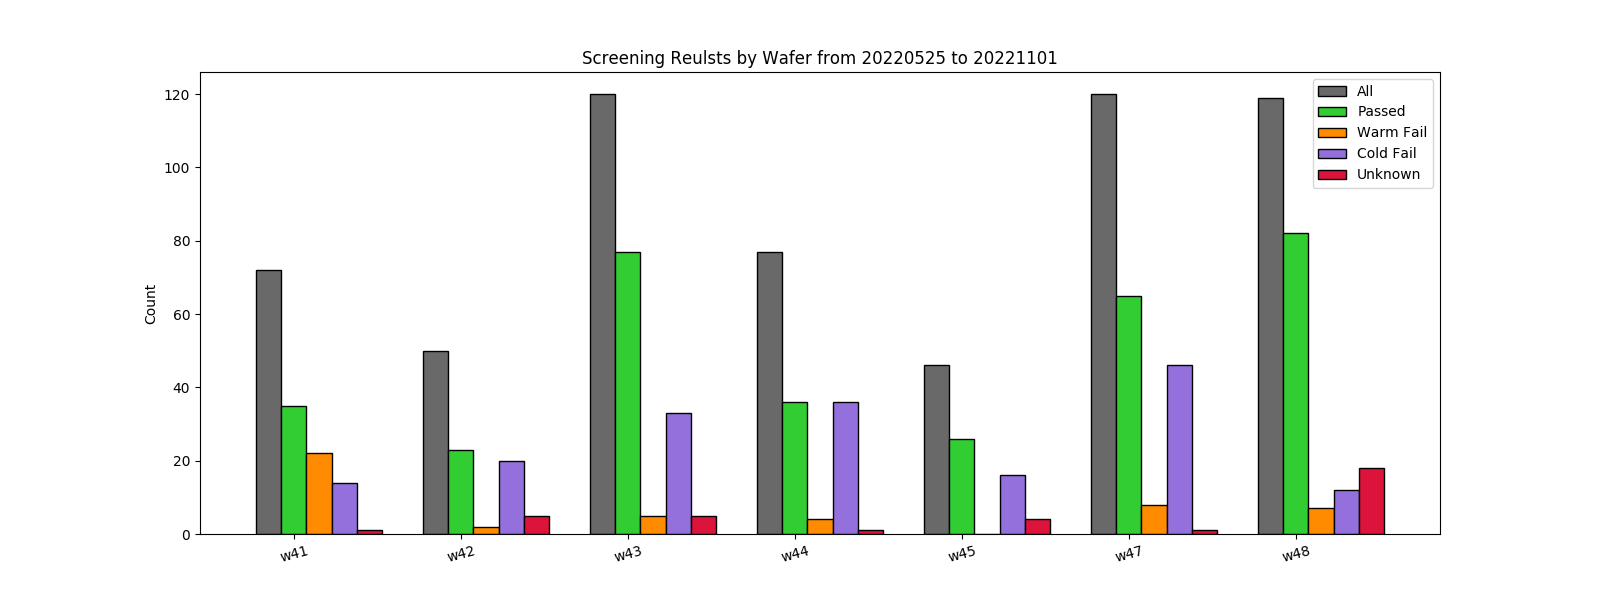 Screening Reulsts by Wafer from 20220525 to 20221101
Count
120
100
80
60
40
20
0
w41
w42
w43
w44
w45
w47
w48
All
Passed
Warm Fail
Cold Fail
Unknown